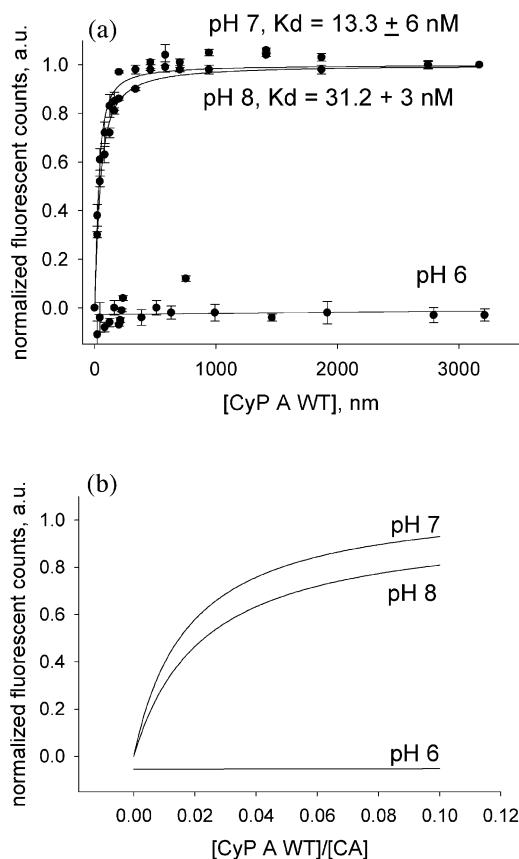 (a)
pH 7, Kd = 13.3 ± 6 nM
pH 8, Kd = 31.2 + 3 nM
pH 6
normalized fluorescent counts, a.u.
1.0
0.8
0.6
0.4
0.2
0.0
0 1000 2000 3000
[CyP A WT], nm
(b)
pH 7
pH 8
pH 6
normalized fluorescent counts, a.u.
1.0
0.8
0.6
0.4
0.2
0.0
0.00 0.02 0.04 0.06 0.08 0.10 0.12
[CyP A WT]/[CA]